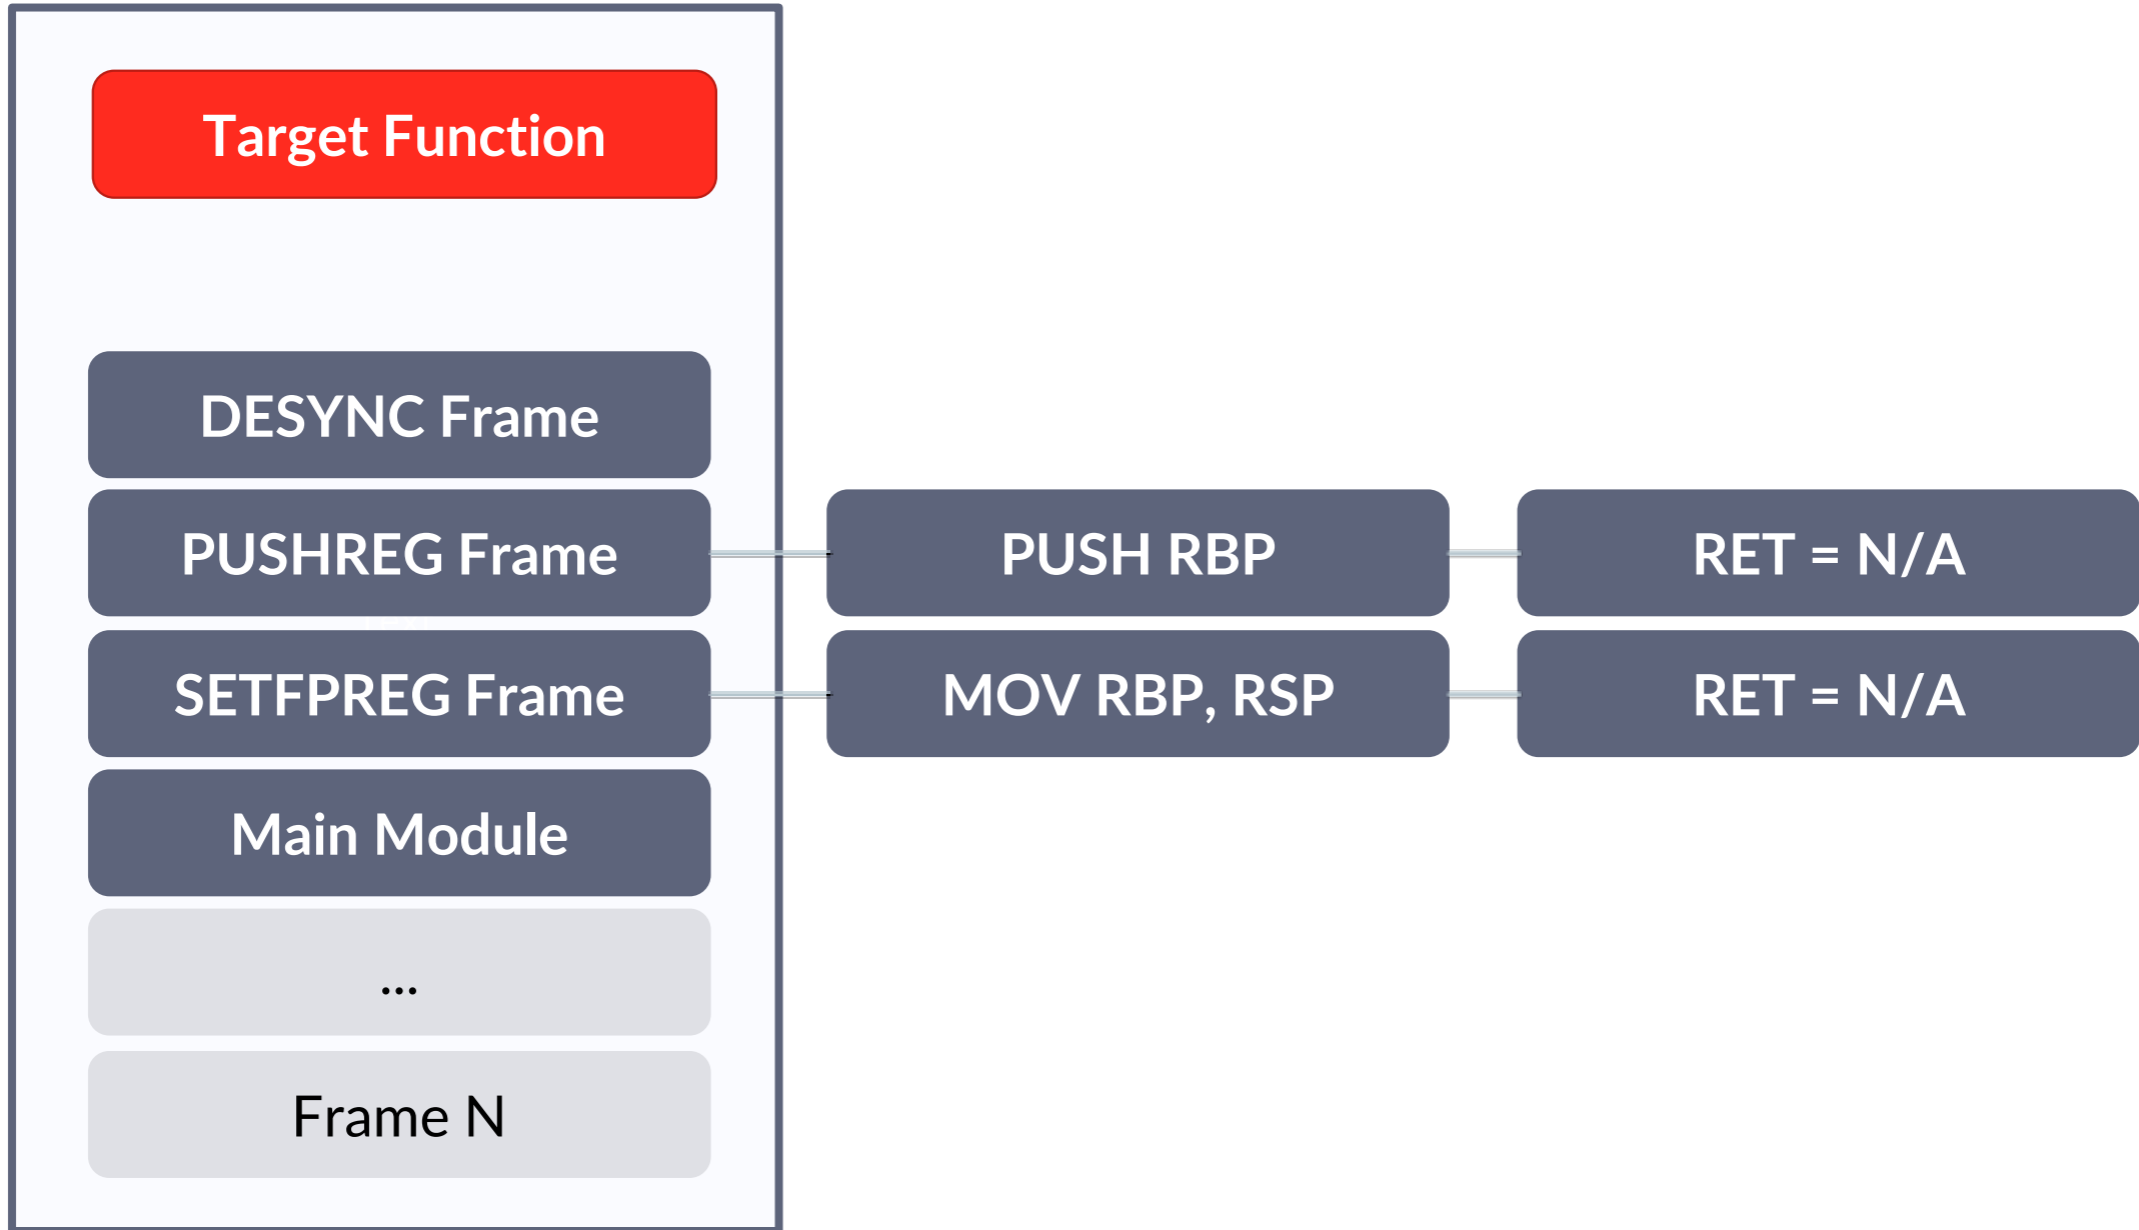 Target Function
DESYNC Frame
PUSHREG Frame
PUSH RBP
RET = N/A
SETFPREG Frame
MOV RBP, RSP
RET = N/A
Main Module
...
Frame N